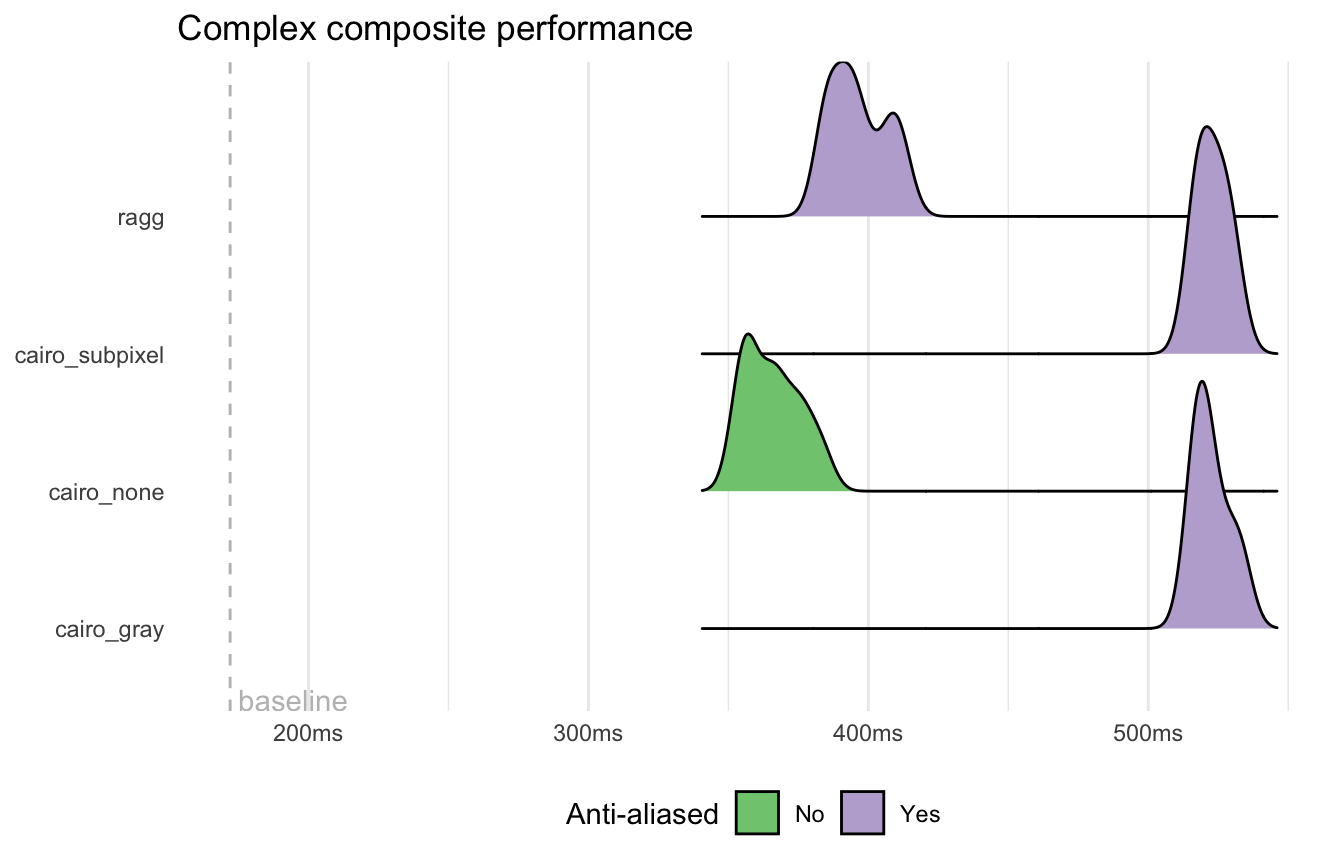 Complex composite performance
ragg
cairo_subpixel
cairo_none
cairo_gray
baseline
200ms 300ms 400ms 500ms
Anti-aliased No Yes